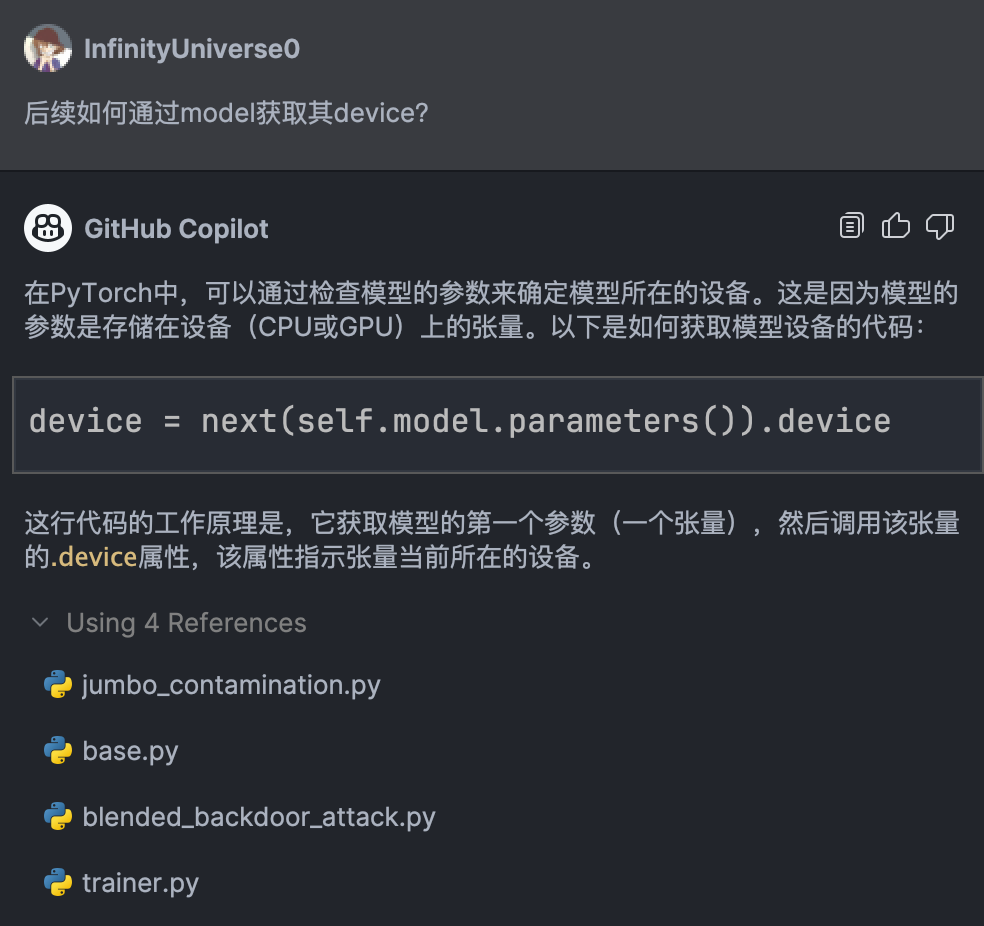 InfinityUniverse0
后续如何通过model获取其device?
GitHub Copilot
在PyTorch中，可以通过检查模型的参数来确定模型所在的设备。这是因为模型的
参数是存储在设备（CPU或GPU）上的张量。以下是如何获取模型设备的代码：
device = next(self.model.parameters()).device
这行代码的工作原理是，它获取模型的第一个参数（一个张量），然后调用该张量
的.device属性，该属性指示张量当前所在的设备。
Using 4 References
jumbo_contamination.py
base.py
blended_backdoor_attack.py
trainer.py